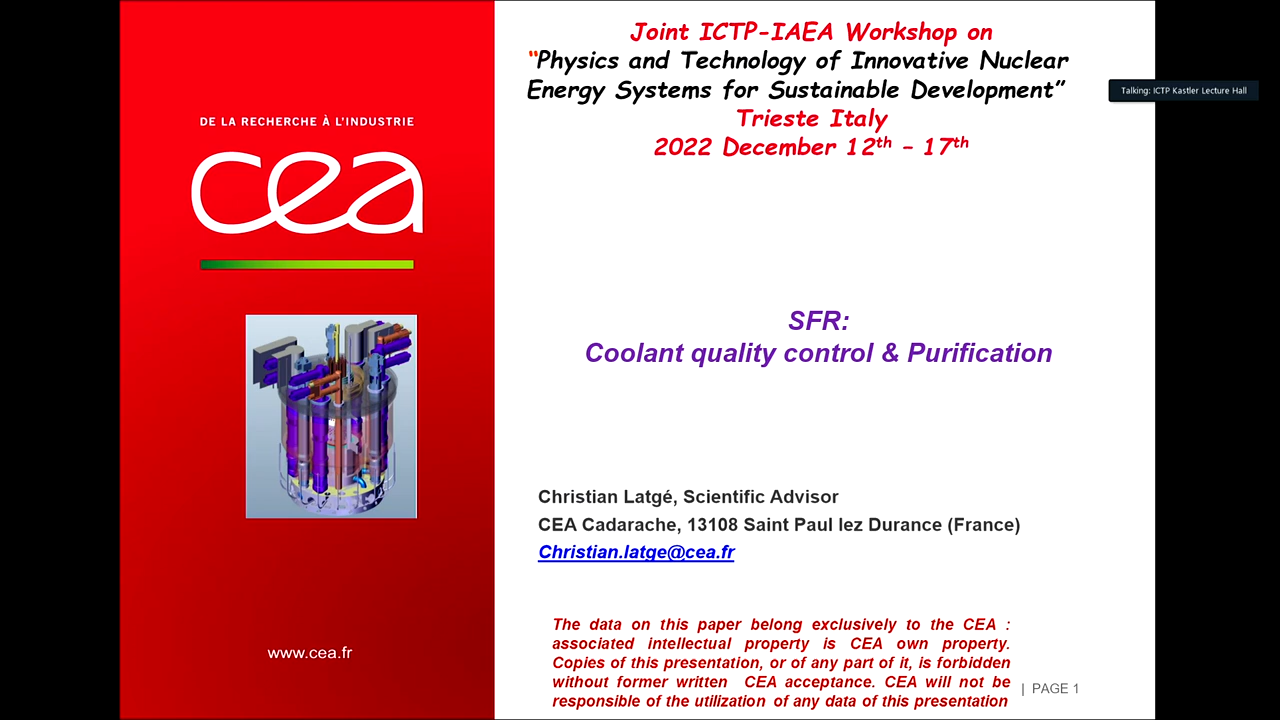 Joint ICTP-IAEA Workshop on
“Physics and Technology of Innovative Nuclear
Energy Systems for Sustainable Development”
Trieste Italy
2022 December 12th – 17th
Talking: ICTP Kastler Lecture Hall
DE LA RECHERCHE À L'INDUSTRIE
cea
SFR:
Coolant quality control & Purification
Christian Latgé, Scientific Advisor
CEA Cadarache, 13108 Saint Paul lez Durance (France)
Christian.latge@cea.fr
The data on this paper belong exclusively to the CEA :
associated intellectual property is CEA own property.
Copies of this presentation, or of any part of it, is forbidden
without former written CEA acceptance. CEA will not be
responsible of the utilization of any data of this presentation
www.cea.fr
| PAGE 1